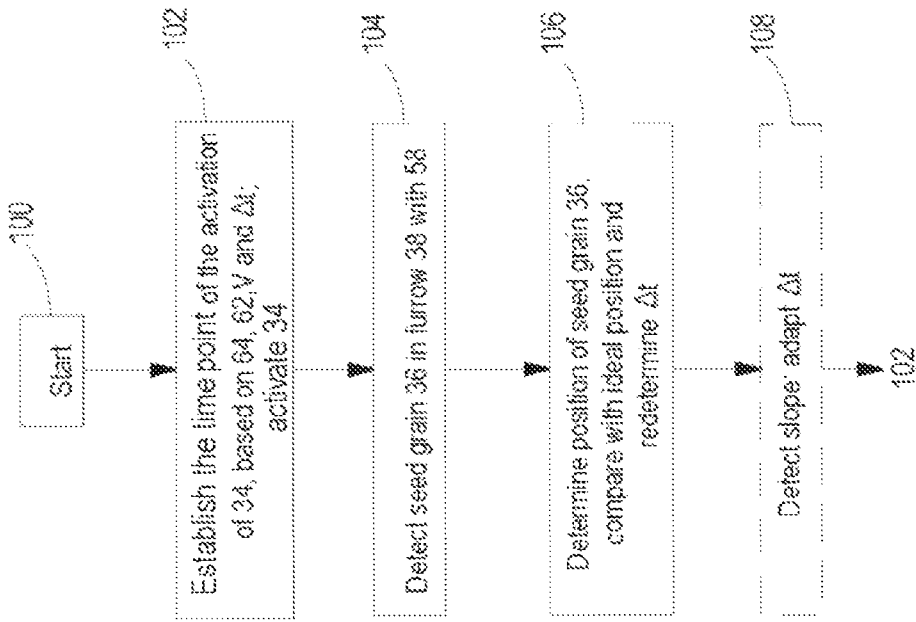 100
Start
102
Establish the time point of the activation
of 34, based on 64, 62,V and Δt;
activate 34
104
Detect seed grain 36 in furrow 38 with 58
106
Determine position of seed grain 36,
compare with ideal position and
redetermine Δt
108
Detect sloper adapt Δt
102